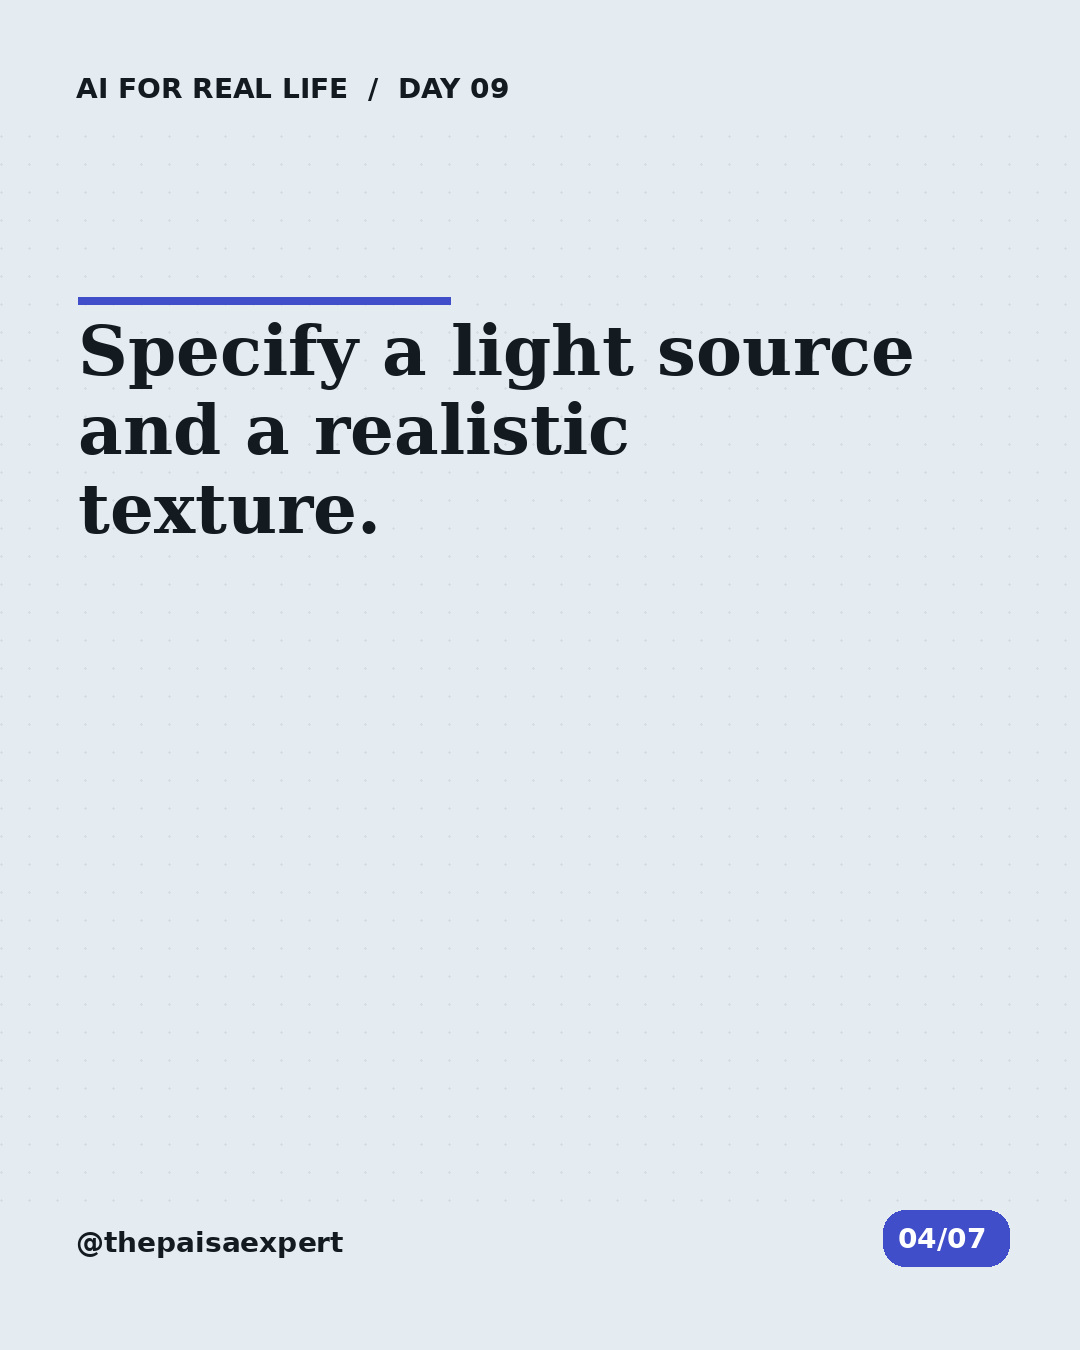 AI FOR REAL LIFE / DAY 09
Specify a light source
and a realistic
texture.
@thepaisaexpert
04/07